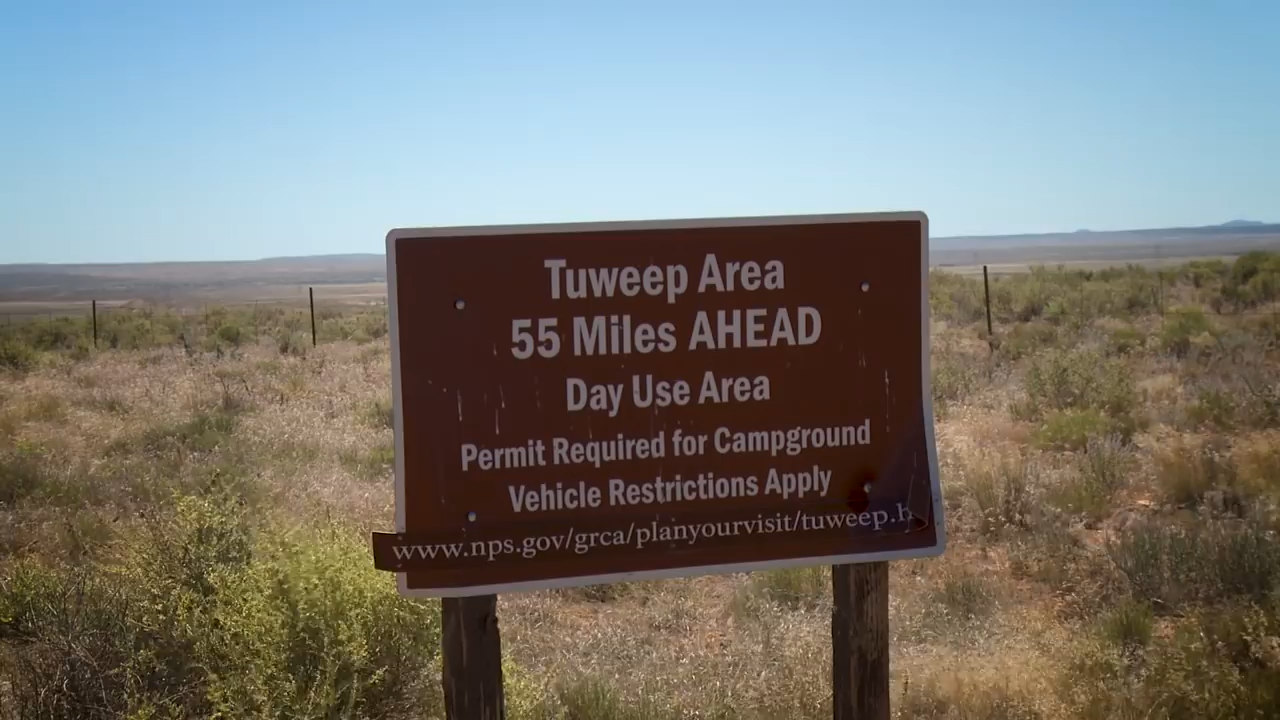 Tuweep Area
55 Miles AHEAD
Day Use Area
Permit Required for Campground
Vehicle Restrictions Apply
www.nps.gov/grca/planyourvisit/tuweep.h